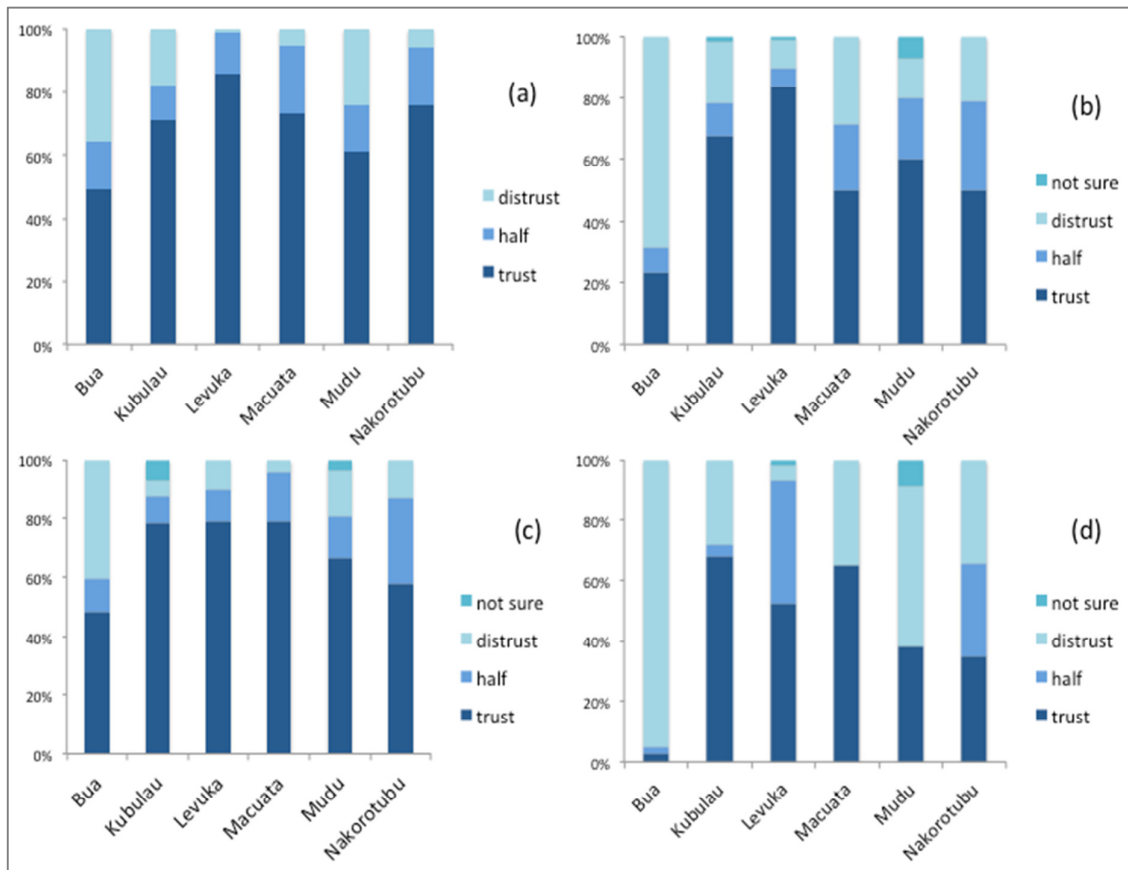 100%
80%
60%
40%
20%
0%
(a)
distrust
half
trust
Bua
Kubulau
Levuka
Macuata
Mudu
Nakorotubu
100%
80%
60%
40%
20%
0%
(b)
not sure
distrust
half
trust
Bua
Kubulau
Levuka
Macuata
Mudu
Nakorotubu
100%
80%
60%
40%
20%
0%
(c)
not sure
distrust
half
trust
Bua
Kubulau
Levuka
Macuata
Mudu
Nakorotubu
100%
80%
60%
40%
20%
0%
(d)
not sure
distrust
half
trust
Bua
Kubulau
Levuka
Macuata
Mudu
Nakorotubu